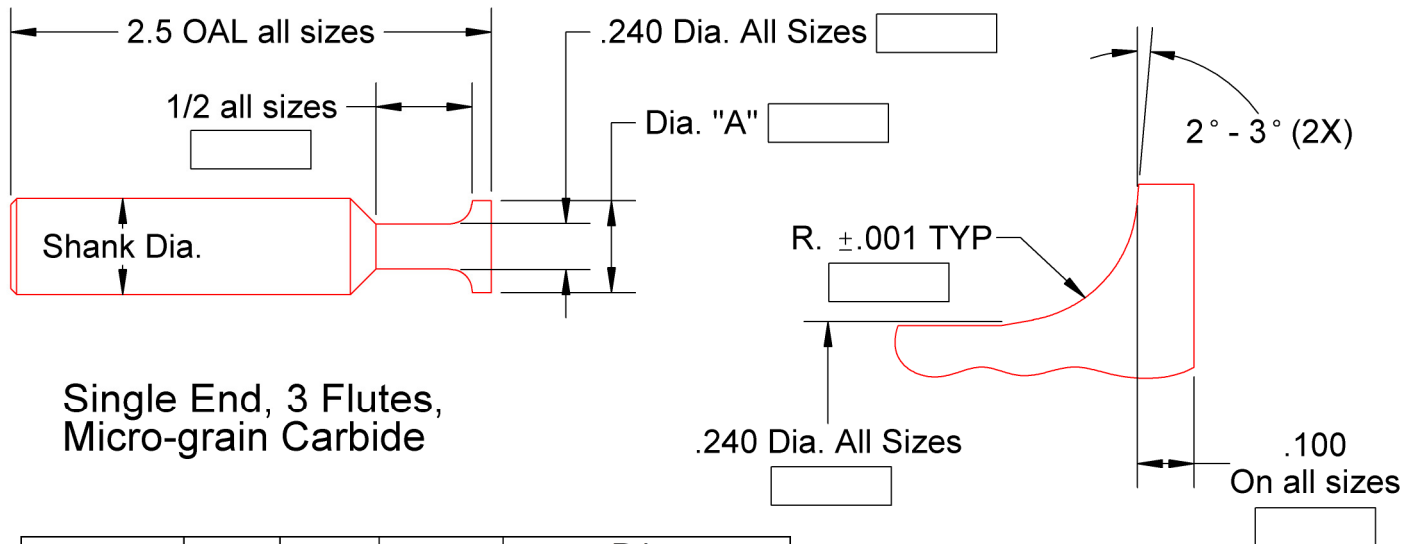 2.5 OAL all sizes
.240 Dia. All Sizes
1/2 all sizes
Dia. "A"
2° - 3° (2X)
Shank Dia.
R. ±.001 TYP
Single End, 3 Flutes,
Micro-grain Carbide
.240 Dia. All Sizes
.100
On all sizes